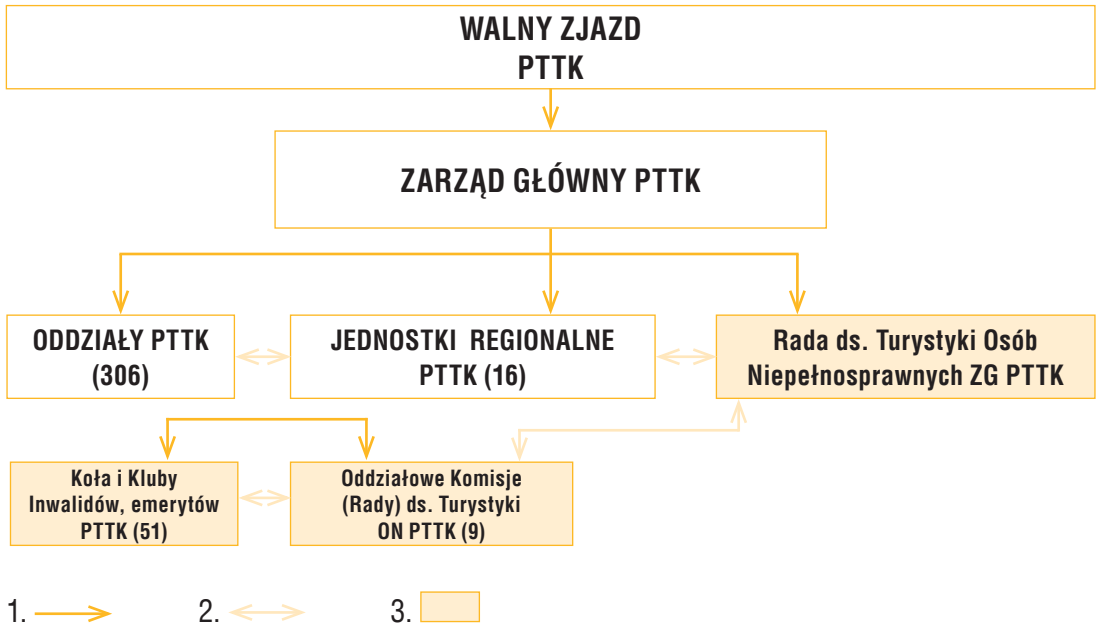 WALNY ZJAZD
PTTK
ZARZĄD GŁÓWNY PTTK
ODDZIAŁY PTTK
(306)
JEDNOSTKI REGIONALNE
PTTK (16)
Rada ds. Turystyki Osób
Niepełnosprawnych ZG PTTK
Koła i Kluby
Inwalidów, emerytów
PTTK (51)
Oddziałowe Komisje
(Rady) ds. Turystyki
ON PTTK (9)
1. 2. 3.